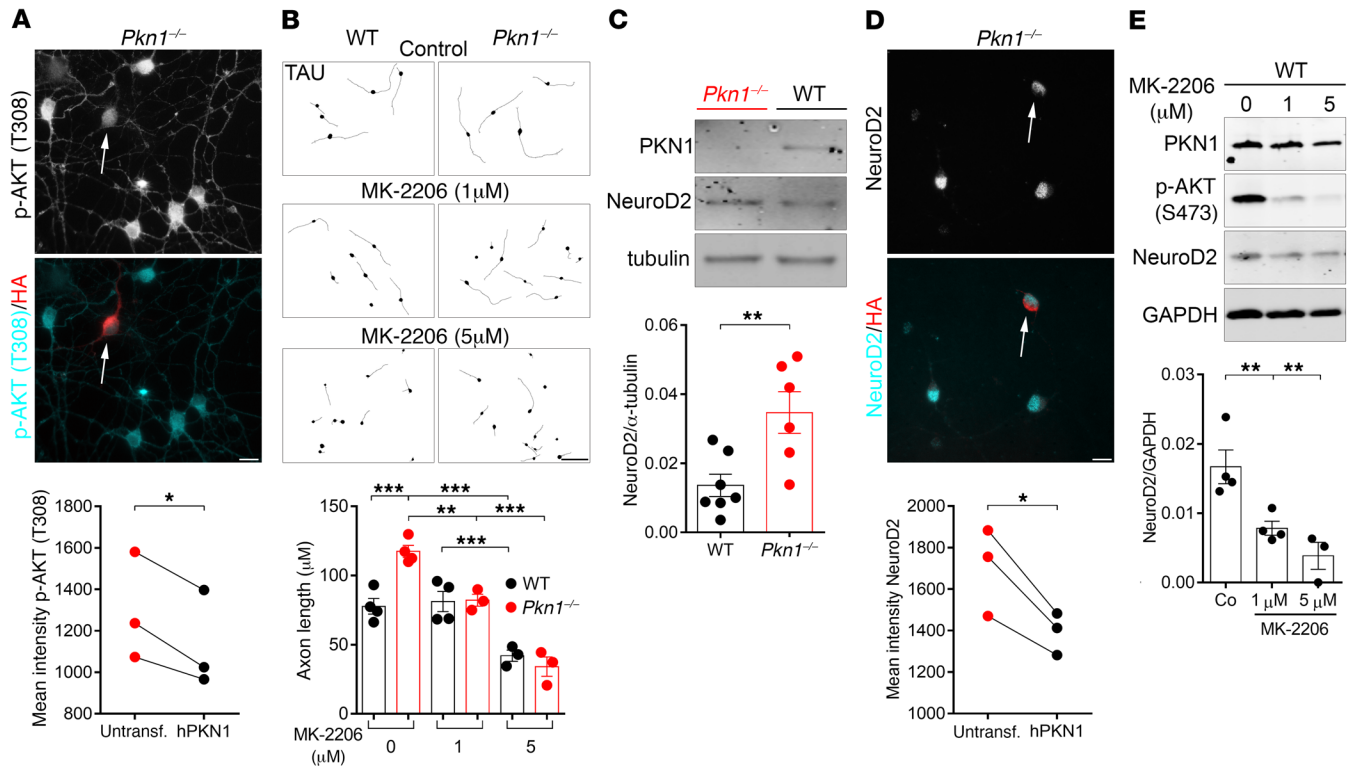 A
Pkn1–/–
p-AKT (T308)
p-AKT (T308)/HA
Mean intensity p-AKT (T308)
1800
1600
1400
1200
1000
800
*
Untransf. hPKN1
B
WT Pkn1–/–
Control
TAU
MK-2206 (1μM)
MK-2206 (5μM)
Axon length (μM)
150
100
50
0
*** ***
** ***
***
WT
Pkn1–/–
MK-2206
(μM)
0 1 5
C
Pkn1–/– WT
PKN1
NeuroD2
tubulin
NeuroD2/α-tubulin
0.06
0.04
0.02
0.00
**
WT Pkn1–/–
D
Pkn1–/–
NeuroD2
NeuroD2/HA
Mean intensity NeuroD2
2000
1800
1600
1400
1200
1000
*
Untransf. hPKN1
E
WT
MK-2206
(μM)
0 1 5
PKN1
p-AKT
(S473)
NeuroD2
GAPDH
NeuroD2/GAPDH
0.03
0.02
0.01
0.00
** **
Co 1 μM 5 μM
MK-2206